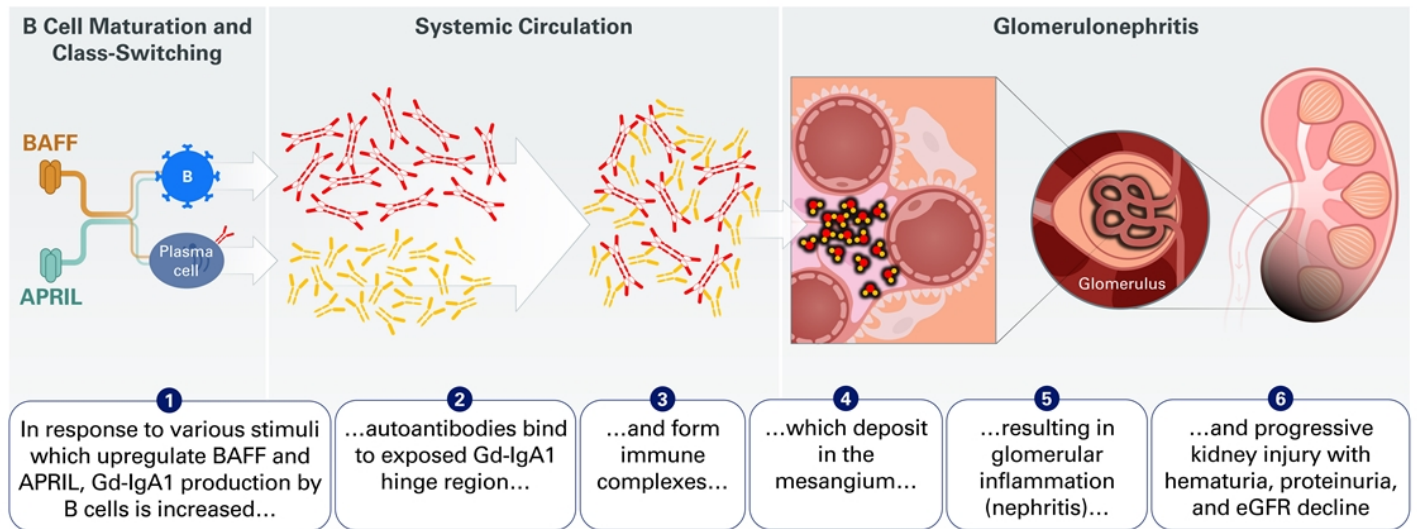 B Cell Maturation and
Class-Switching
Systemic Circulation
Glomerulonephritis
BAFF
B
Plasma
cell
APRIL
Glomerulus
1
In response to various stimuli
which upregulate BAFF and
APRIL, Gd-IgA1 production by
B cells is increased...
2
...autoantibodies bind
to exposed Gd-IgA1
hinge region...
3
...and form
immune
complexes...
4
...which deposit
in the
mesangium...
5
...resulting in
glomerular
inflammation
(nephritis)...
6
...and progressive
kidney injury with
hematuria, proteinuria,
and eGFR decline